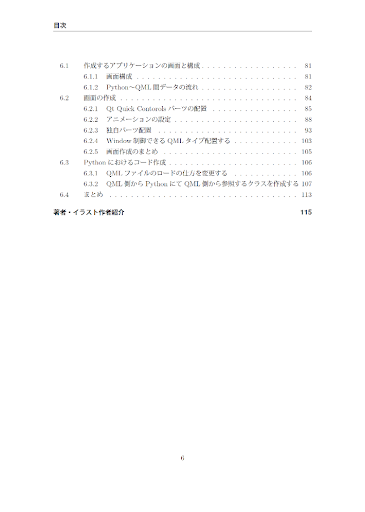 目次
6.1 作成するアプリケーションの画面と構成 . . . . . . . . . . . . . . . . . 81
6.1.1 画面構成 . . . . . . . . . . . . . . . . . . . . . . . . . . . . 81
6.1.2 Python〜QML 間データの流れ . . . . . . . . . . . . . . . . . 82
6.2 画面の作成 . . . . . . . . . . . . . . . . . . . . . . . . . . . . . . 84
6.2.1 Qt Quick Contorols パーツの配置 . . . . . . . . . . . . . . . 85
6.2.2 アニメーションの設定 . . . . . . . . . . . . . . . . . . . . . . 88
6.2.3 独自パーツ配置 . . . . . . . . . . . . . . . . . . . . . . . . 93
6.2.4 Window 制御できる QML タイプ配置する . . . . . . . . . . . . 103
6.2.5 画面作成のまとめ . . . . . . . . . . . . . . . . . . . . . . . . 105
6.3 Python におけるコード作成 . . . . . . . . . . . . . . . . . . . . . . . 106
6.3.1 QML ファイルのロードの仕方を変更する . . . . . . . . . . . . 106
6.3.2 QML 側から Python にて QML 側から参照するクラスを作成する 107
6.4 まとめ . . . . . . . . . . . . . . . . . . . . . . . . . . . . . . . . 113
著者・イラスト作者紹介 115
6